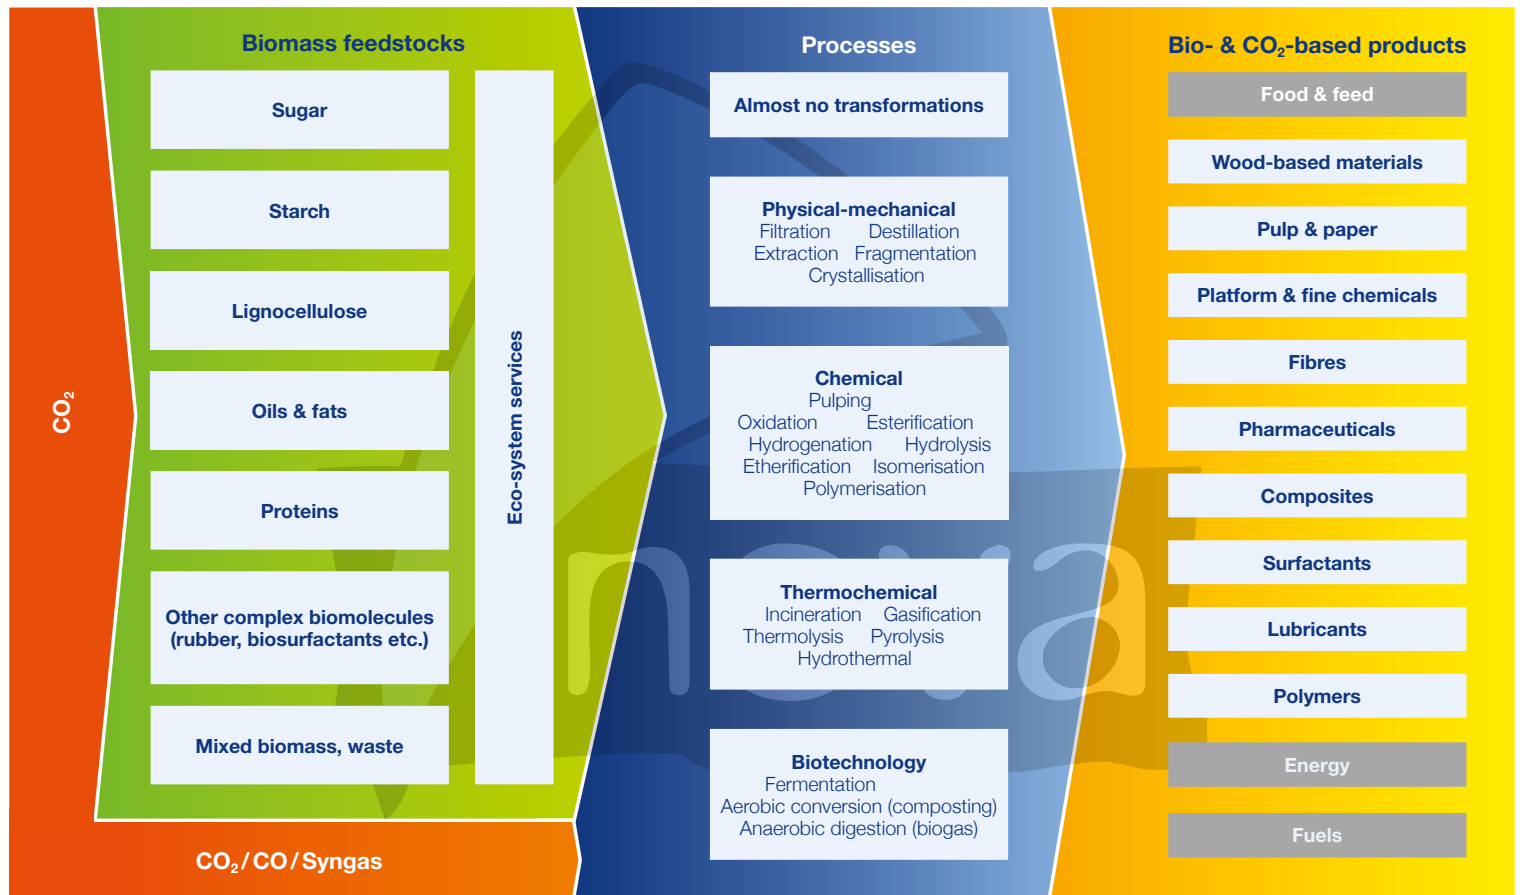 CO₂
Biomass feedstocks
Sugar
Starch
Lignocellulose
Oils & fats
Proteins
Other complex biomolecules
(rubber, biosurfactants etc.)
Mixed biomass, waste
Eco-system services
CO₂ / CO / Syngas
Processes
Almost no transformations
Physical-mechanical
Filtration Destillation
Extraction Fragmentation
Crystallisation
Chemical
Pulping
Oxidation Esterification
Hydrogenation Hydrolysis
Etherification Isomerisation
Polymerisation
Thermochemical
Incineration Gasification
Thermolysis Pyrolysis
Hydrothermal
Biotechnology
Fermentation
Aerobic conversion (composting)
Anaerobic digestion (biogas)
Bio- & CO₂-based products
Food & feed
Wood-based materials
Pulp & paper
Platform & fine chemicals
Fibres
Pharmaceuticals
Composites
Surfactants
Lubricants
Polymers
Energy
Fuels
nova